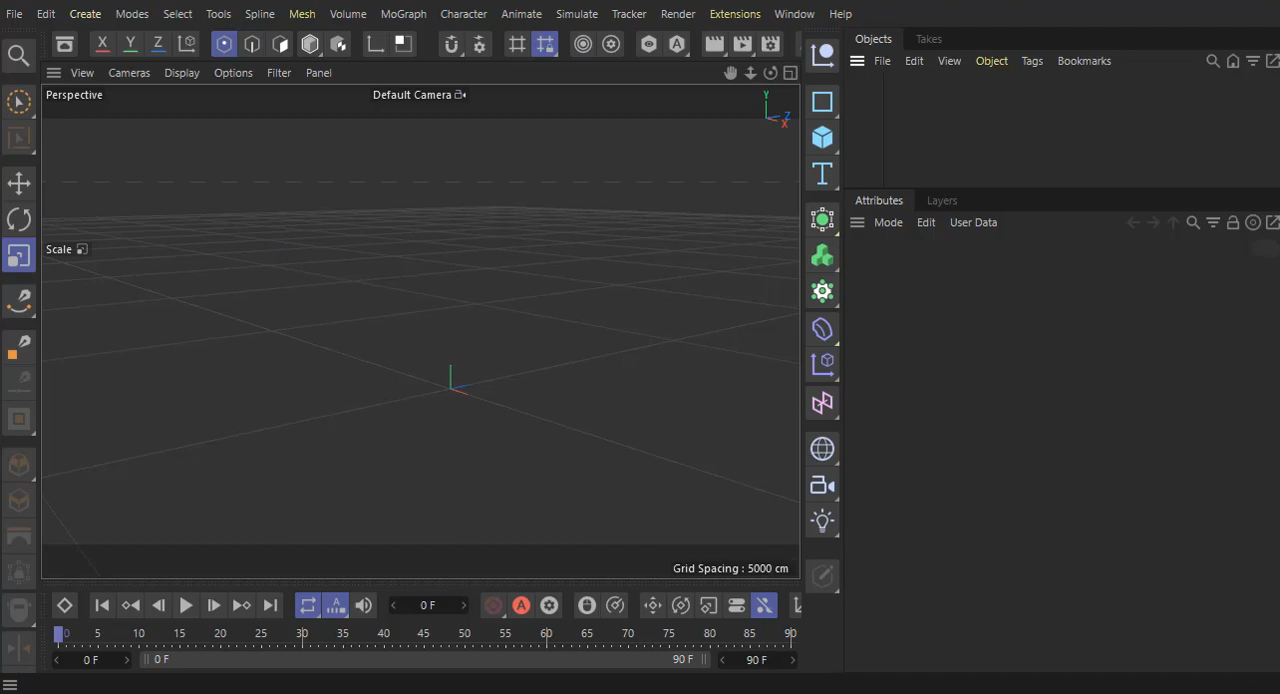 File Edit Create Modes Select Tools Spline Mesh Volume MoGraph Character Animate Simulate Tracker Render Extensions Window Help
X Y Z
Objects Takes
View Cameras Display Options Filter Panel
File Edit View Object Tags Bookmarks
Perspective
Default Camera
Y
Z
X
Attributes Layers
Mode Edit User Data
Scale
Grid Spacing : 5000 cm
0 F
A
0 5 10 15 20 25 30 35 40 45 50 55 60 65 70 75 80 85 90
0 F
0 F
90 F
90 F